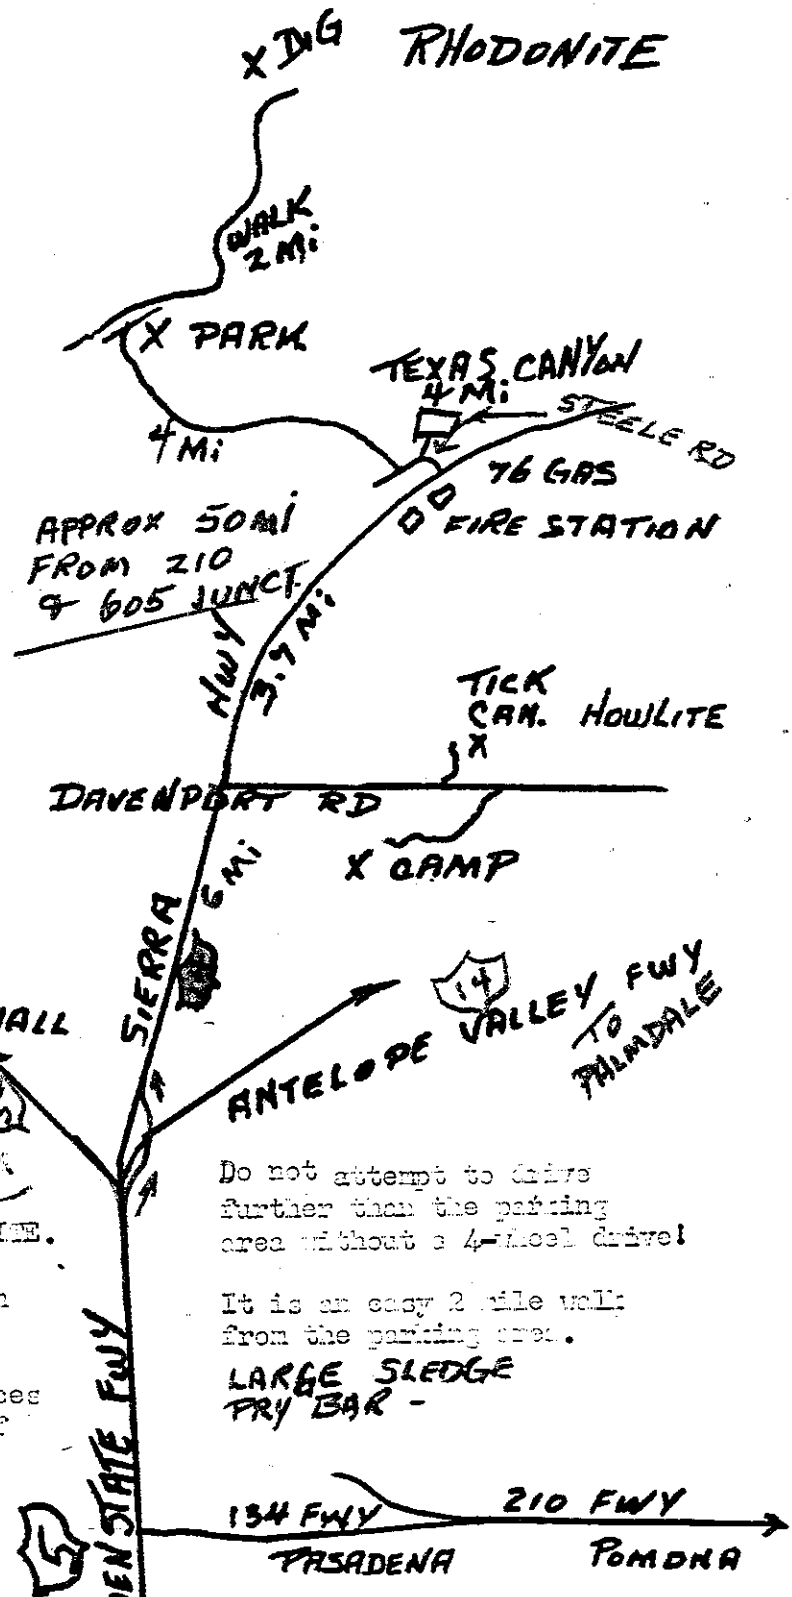 X DIG
RHODONITE
WALK
2 Mi
X PARK
TEXAS CANYON
4 Mi
STEELE RD
4 Mi
76 GAS
FIRE STATION
APPROX 50 Mi
FROM 210
& 605 JUNCT.
HWY
3.7 Mi
TICK
CAN. HOWLITE
X
DAVENPORT RD
X CAMP
6 Mi
SIERRA
14
ANTELOPE VALLEY FWY
TO
PALMDALE
Do not attempt to drive
further than the parking
area without a 4-wheel drive!
It is an easy 2 mile walk
from the parking area.
LARGE SLEDGE
PRY BAR -
STATE FWY
5
134 FWY
210 FWY
PASADENA
POMONA